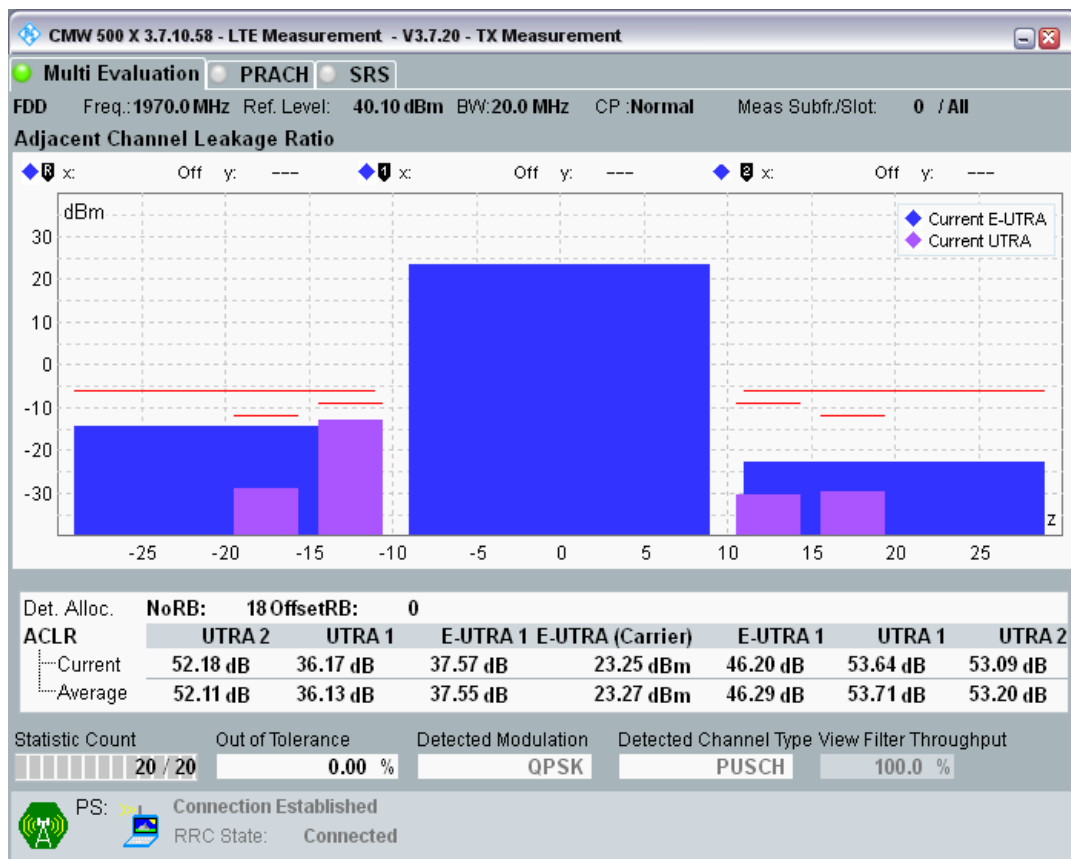 CMW 500 X 3.7.10.58 - LTE Measurement - V3.7.20 - TX Measurement
Multi Evaluation PRACH SRS
FDD Freq.:1970.0 MHz Ref. Level: 40.10 dBm BW:20.0 MHz CP :Normal Meas Subfr./Slot: 0 / All
Adjacent Channel Leakage Ratio
R x: Off y: --- 1 x: Off y: --- 2 x: Off y: ---
dBm
Current E-UTRA
Current UTRA
30
20
10
0
-10
-20
-30
z
-25 -20 -15 -10 -5 0 5 10 15 20 25
Det. Alloc. NoRB: 18 OffsetRB: 0
ACLR UTRA 2 UTRA 1 E-UTRA 1 E-UTRA (Carrier) E-UTRA 1 UTRA 1 UTRA 2
Current 52.18 dB 36.17 dB 37.57 dB 23.25 dBm 46.20 dB 53.64 dB 53.09 dB
Average 52.11 dB 36.13 dB 37.55 dB 23.27 dBm 46.29 dB 53.71 dB 53.20 dB
Statistic Count Out of Tolerance Detected Modulation Detected Channel Type View Filter Throughput
20 / 20 0.00 % QPSK PUSCH 100.0 %
PS: Connection Established
RRC State: Connected